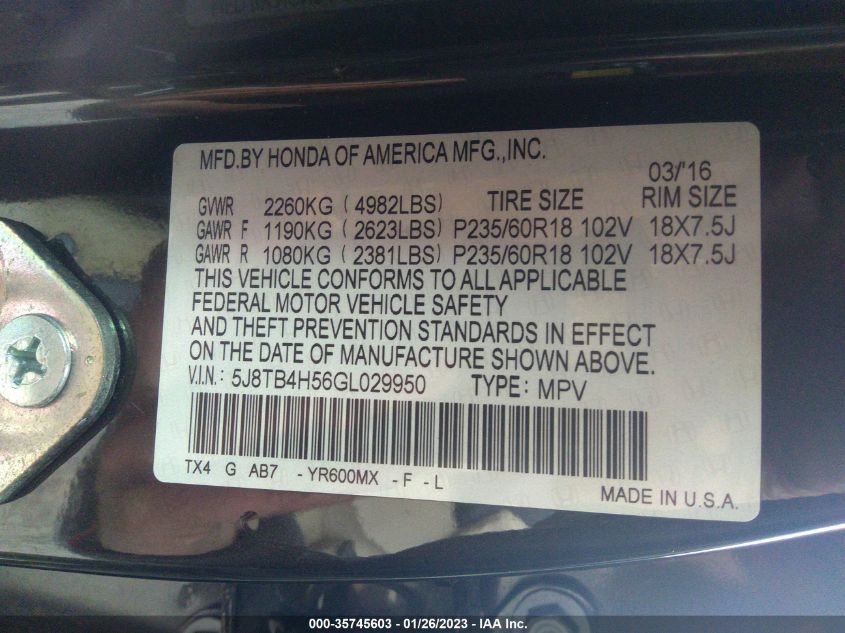 MFD.BY HONDA OF AMERICA MFG.,INC.
03/'16
GVWR 2260KG ( 4982LBS) TIRE SIZE RIM SIZE
GAWR F 1190KG ( 2623LBS) P235/60R18 102V 18X7.5J
GAWR R 1080KG ( 2381LBS) P235/60R18 102V 18X7.5J
THIS VEHICLE CONFORMS TO ALL APPLICABLE
FEDERAL MOTOR VEHICLE SAFETY
AND THEFT PREVENTION STANDARDS IN EFFECT
ON THE DATE OF MANUFACTURE SHOWN ABOVE.
V.I.N.: 5J8TB4H56GL029950 TYPE: MPV
TX4 G AB7 - YR600MX - F - L
MADE IN U.S.A.
000-35745603 - 01/26/2023 - IAA Inc.